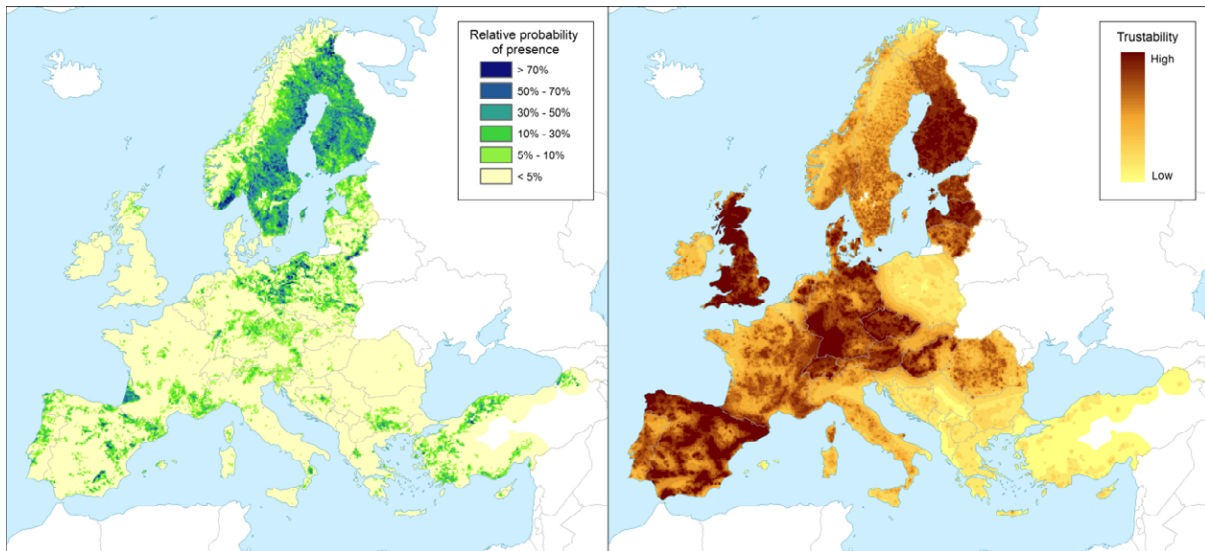 Relative probability
of presence
> 70%
50% - 70%
30% - 50%
10% - 30%
5% - 10%
< 5%
Trustability
High
Low